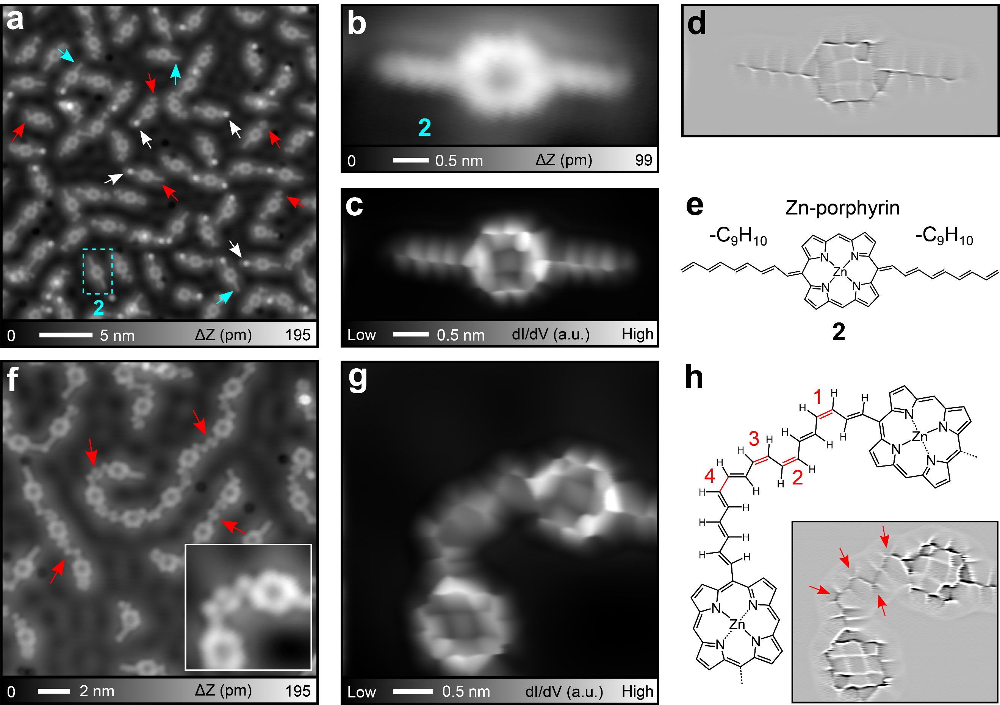 a
2
0 5 nm ΔZ (pm) 195
b
2
0 0.5 nm ΔZ (pm) 99
c
Low 0.5 nm dI/dV (a.u.) High
d
e
Zn-porphyrin
-C₉H₁₀ -C₉H₁₀
N N
Zn
N N
2
f
0 2 nm ΔZ (pm) 195
g
Low 0.5 nm dI/dV (a.u.) High
h
1 H H
H
N
N
H
H
Zn
3 H
H
H
N
N
4 H
H
2
H
H
H
H
H
H
H
H
H
N N
Zn
N N